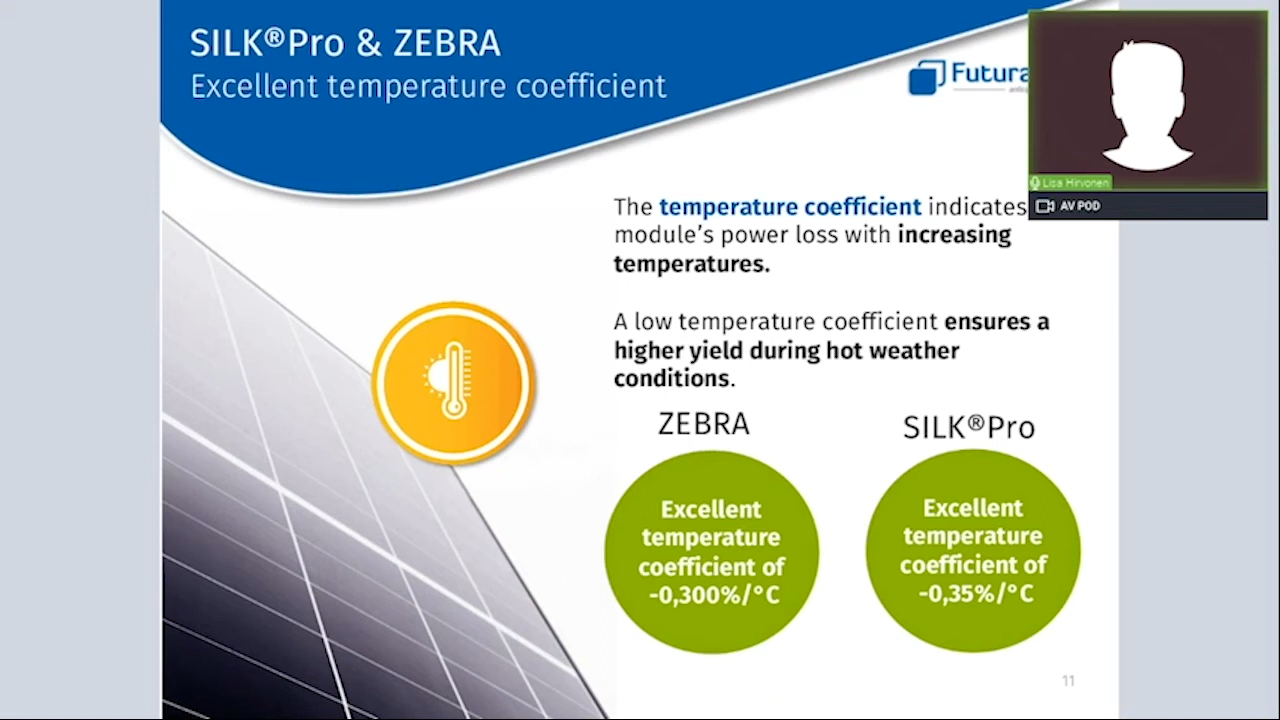 SILK®Pro & ZEBRA
Excellent temperature coefficient
Futura
Lisa Hirvonen
AV POD
The temperature coefficient indicates
module's power loss with increasing
temperatures.
A low temperature coefficient ensures a
higher yield during hot weather
conditions.
ZEBRA
SILK®Pro
Excellent
temperature
coefficient of
-0,300%/°C
Excellent
temperature
coefficient of
-0,35%/°C
11